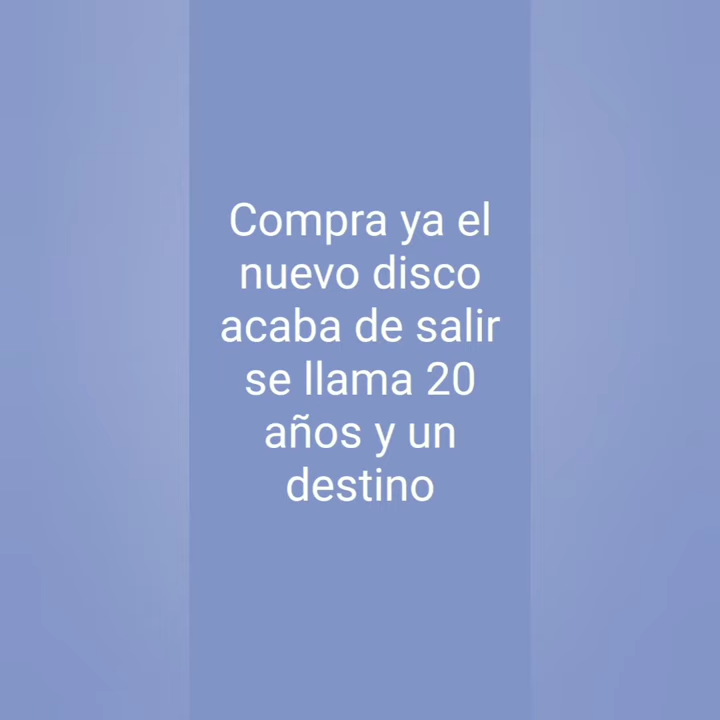 Compra ya el
nuevo disco
acaba de salir
se llama 20
años y un
destino